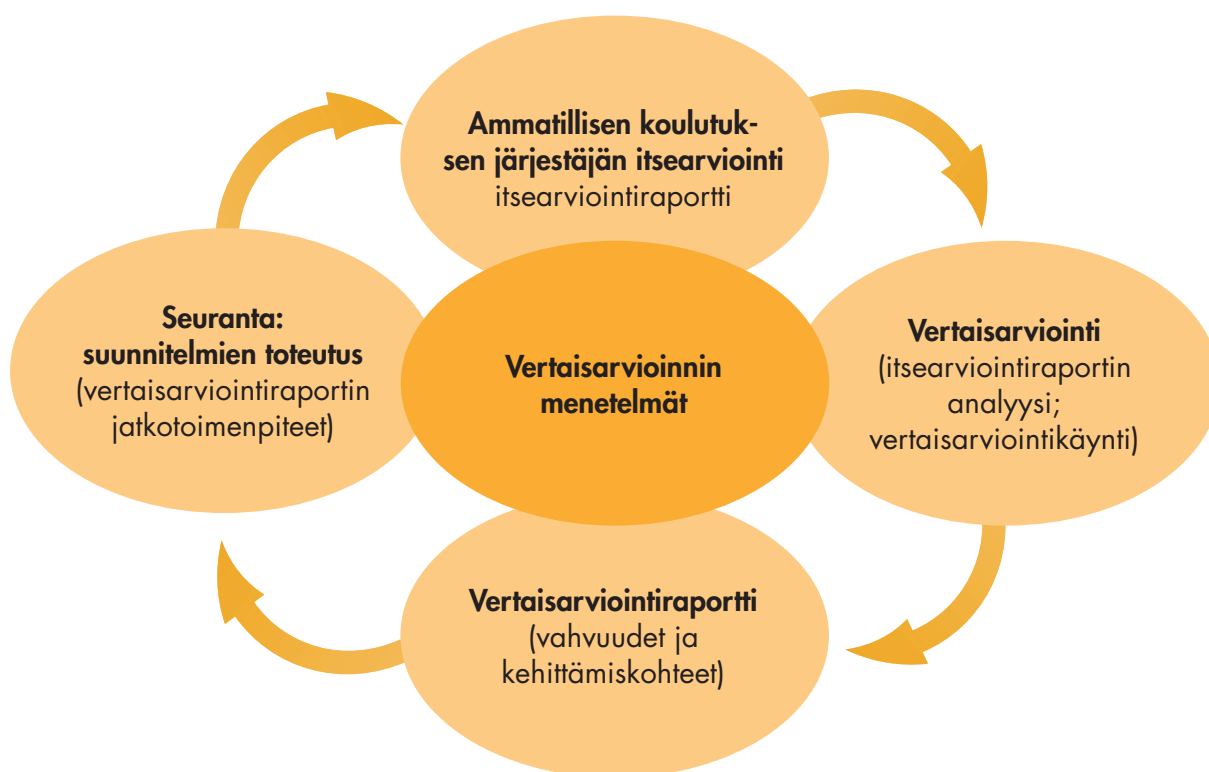 Ammatillisen koulutuk-
sen järjestäjän itsearviointi
itsearviointiraportti
Vertaisarviointi
(itsearviointiraportin
analyysi;
vertaisarviointikäynti)
Vertaisarviointiraportti
(vahvuudet ja
kehittämiskohteet)
Seuranta:
suunnitelmien toteutus
(vertaisarviointiraportin
jatkotoimenpiteet)
Vertaisarvioinnin
menetelmät